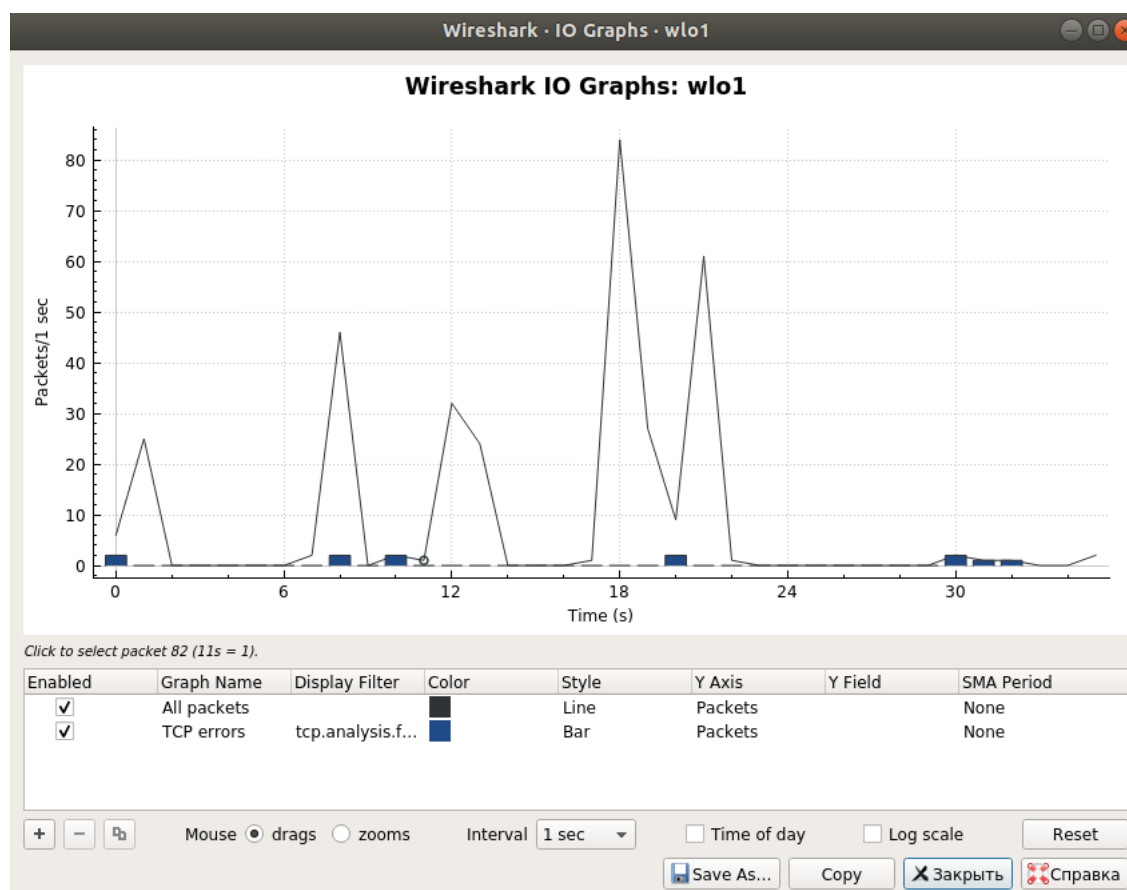 Wireshark · IO Graphs · wlo1
Wireshark IO Graphs: wlo1
Packets/1 sec
80
70
60
50
40
30
20
10
0
0 6 12 18 24 30
Time (s)
Click to select packet 82 (11s = 1).
Enabled Graph Name Display Filter Color Style Y Axis Y Field SMA Period
All packets Line Packets None
TCP errors tcp.analysis.f... Bar Packets None
+ − Mouse drags zooms Interval 1 sec Time of day Log scale Reset
Save As... Copy Закрыть Справка